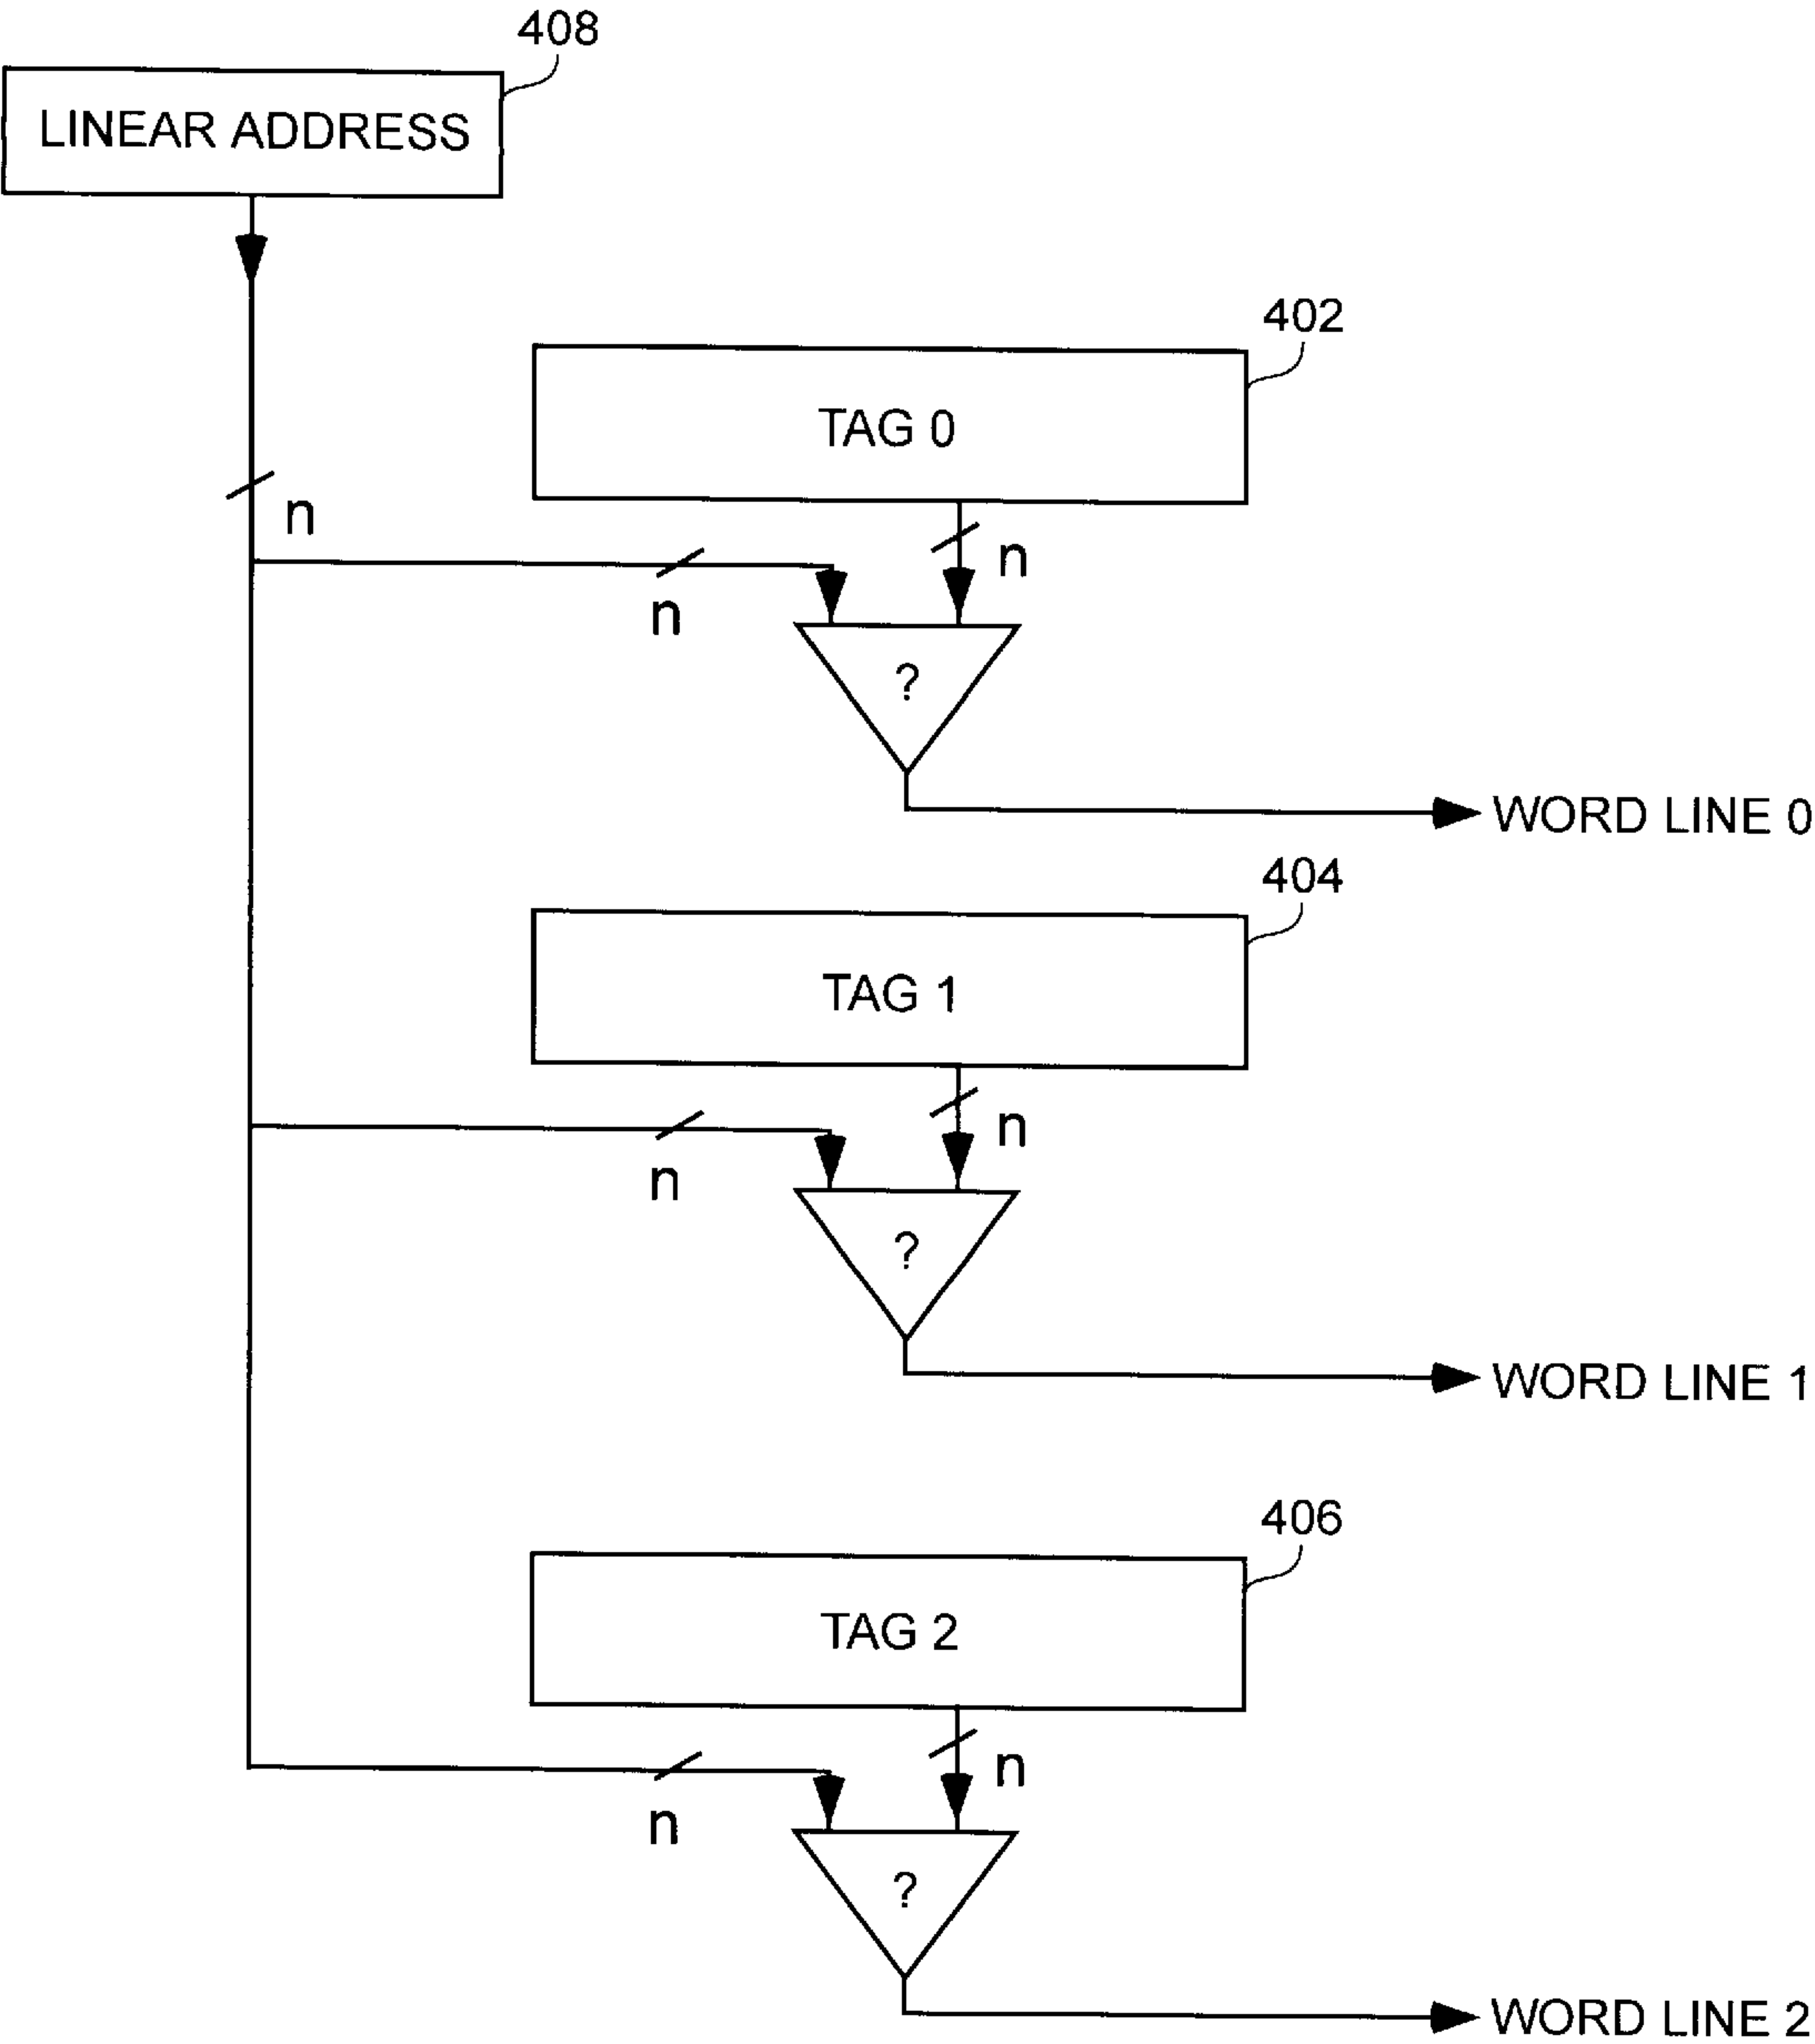 408
LINEAR ADDRESS
402
TAG 0
n
n
n
?
WORD LINE 0
404
TAG 1
n
n
?
WORD LINE 1
406
TAG 2
n
n
?
WORD LINE 2